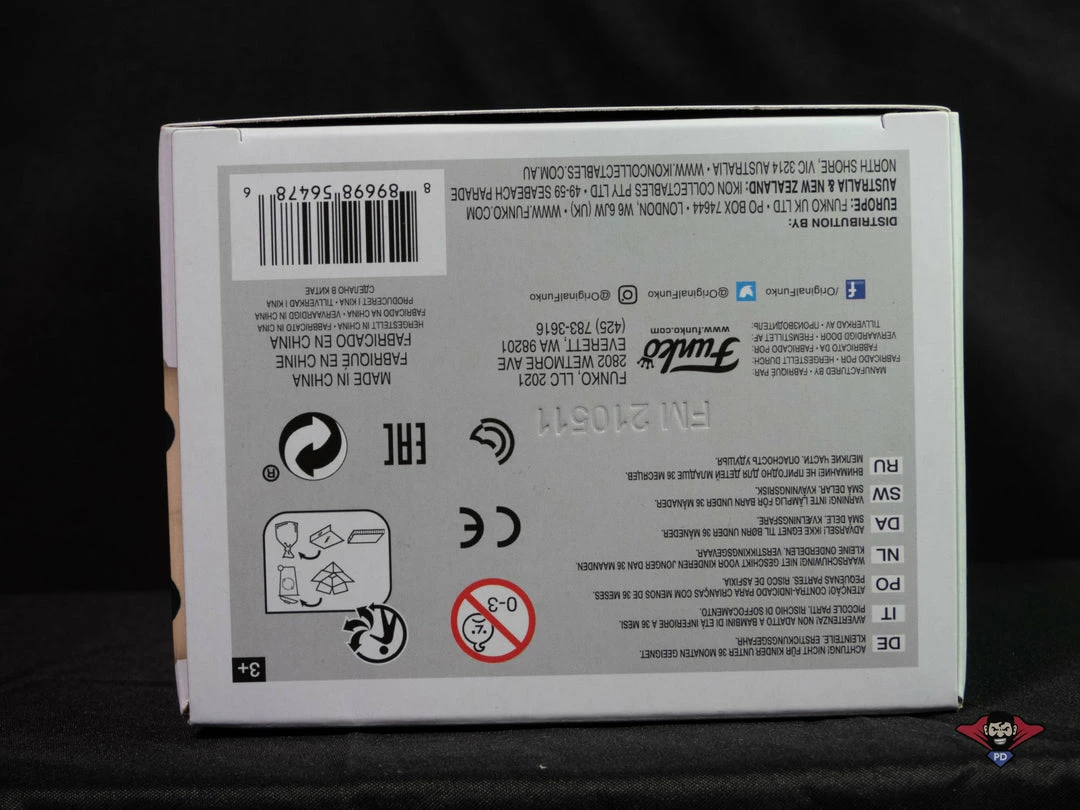 3+
DE
ACHTUNG! NICHT FÜR KINDER UNTER 36 MONATEN GEEIGNET.
KLEINTEILE. ERSTICKUNGSGEFAHR.
IT
AVVERTENZA! NON ADATTO A BAMBINI DI ETÀ INFERIORE A 36 MESI.
PICCOLE PARTI. RISCHIO DI SOFFOCAMENTO.
PO
ATENÇÃO: CONTRA-INDICADO PARA CRIANÇAS COM MENOS DE 36 MESES.
PEQUENAS PARTES. RISCO DE ASFIXIA.
NL
WAARSCHUWING! NIET GESCHIKT VOOR KINDEREN JONGER DAN 36 MAANDEN.
KLEINE ONDERDELEN. VERSTIKKINGSGEVAAR.
DA
ADVARSEL! EGNET IKKE TIL BØRN UNDER 36 MÅNEDER.
SMÅ DELE. KVÆLNINGSFARE.
SW
VARNING! INTE LÄMPLIG FÖR BARN UNDER 36 MÅNADER.
SMÅ DELAR. KVÄVNINGSRISK.
RU
ВНИМАНИЕ! НЕ ПРИГОДНО ДЛЯ ДЕТЕЙ МЛАДШЕ 36 МЕСЯЦЕВ.
МЕЛКИЕ ЧАСТИ. ОПАСНОСТЬ УДУШЬЯ.
0-3
CE
EAC
®
FM 210511
MANUFACTURED BY • FABRIQUÉ PAR:
FABRICADO POR • HERGESTELLT DURCH:
FABBRICATO DA • FABRICADO POR:
VERVAARDIGD DOOR • FREMSTILLET AF:
TILLVERKAD AV • ПРОИЗВОДИТЕЛЬ:
Funko
www.funko.com
FUNKO, LLC 2021
2802 WETMORE AVE
EVERETT, WA 98201
(425) 783-3616
MADE IN CHINA
FABRIQUÉ EN CHINE
FABRICADO EN CHINA
HERGESTELLT IN CHINA • FABBRICATO IN CHINA
FABRICADO NA CHINA • VERVAARDIGD IN CHINA
PRODUCERET I KINA • TILLVERKAD I KINA
СДЕЛАНО В КИТАЕ
/OriginalFunko
@OriginalFunko
@OriginalFunko
DISTRIBUTION BY:
EUROPE: FUNKO UK LTD • PO BOX 74644 • LONDON, W6 6JW (UK) • WWW.FUNKO.COM
AUSTRALIA & NEW ZEALAND: IKON COLLECTABLES PTY LTD • 49-59 SEABEACH PARADE
NORTH SHORE, VIC 3214 AUSTRALIA • WWW.IKONCOLLECTABLES.COM.AU
8 89698 56478 6
PD